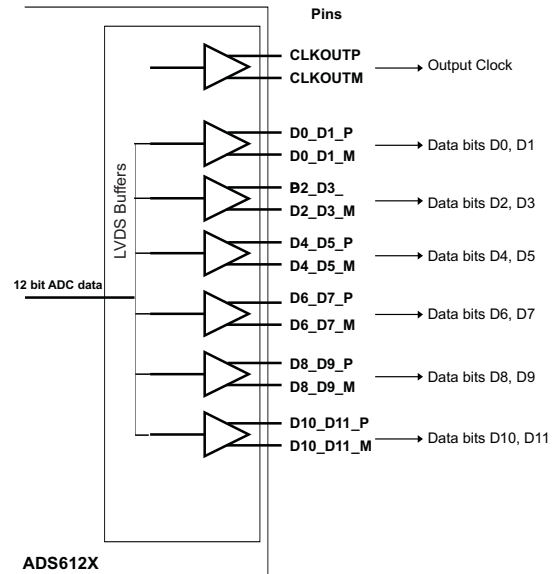 Pins
CLKOUTP
CLKOUTM
Output Clock
D0_D1_P
D0_D1_M
Data bits D0, D1
LVDS Buffers
D2_D3_
D2_D3_M
Data bits D2, D3
D4_D5_P
D4_D5_M
Data bits D4, D5
12 bit ADC data
D6_D7_P
D6_D7_M
Data bits D6, D7
D8_D9_P
D8_D9_M
Data bits D8, D9
D10_D11_P
D10_D11_M
Data bits D10, D11
ADS612X